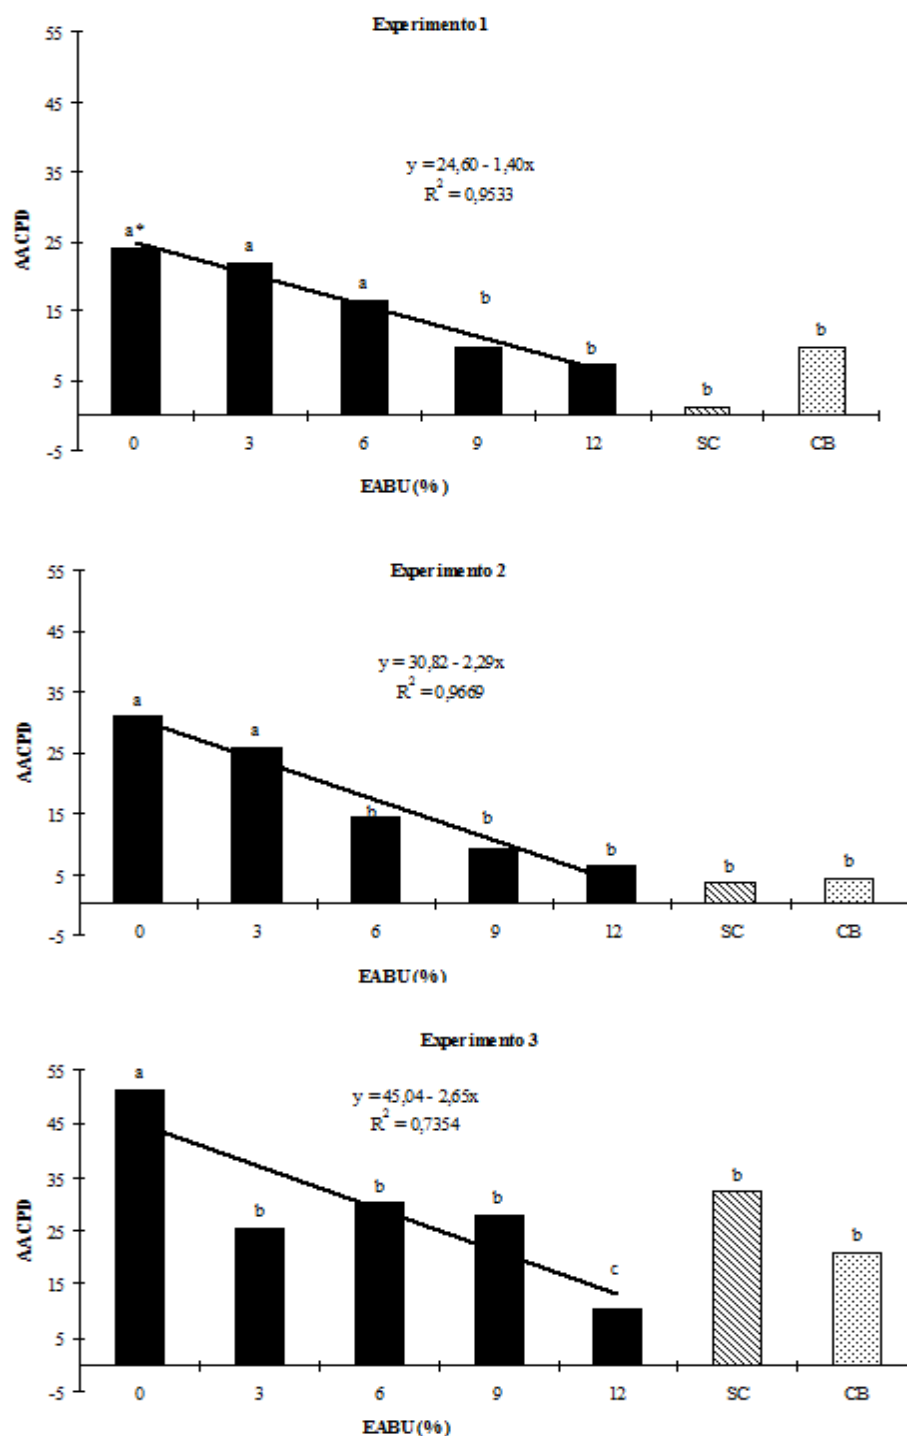 Experimento 1
55
45
35
25
15
5
-5
AACPD
y = 24,60 - 1,40x
R² = 0,9533
a* a a b b b b
0 3 6 9 12 SC CB
EABU (%)
Experimento 2
55
45
35
25
15
5
-5
AACPD
y = 30,82 - 2,29x
R² = 0,9669
a a b b b b b
0 3 6 9 12 SC CB
EABU (%)
Experimento 3
55
45
35
25
15
5
-5
AACPD
y = 45,04 - 2,65x
R² = 0,7354
a b b b c b b
0 3 6 9 12 SC CB
EABU (%)